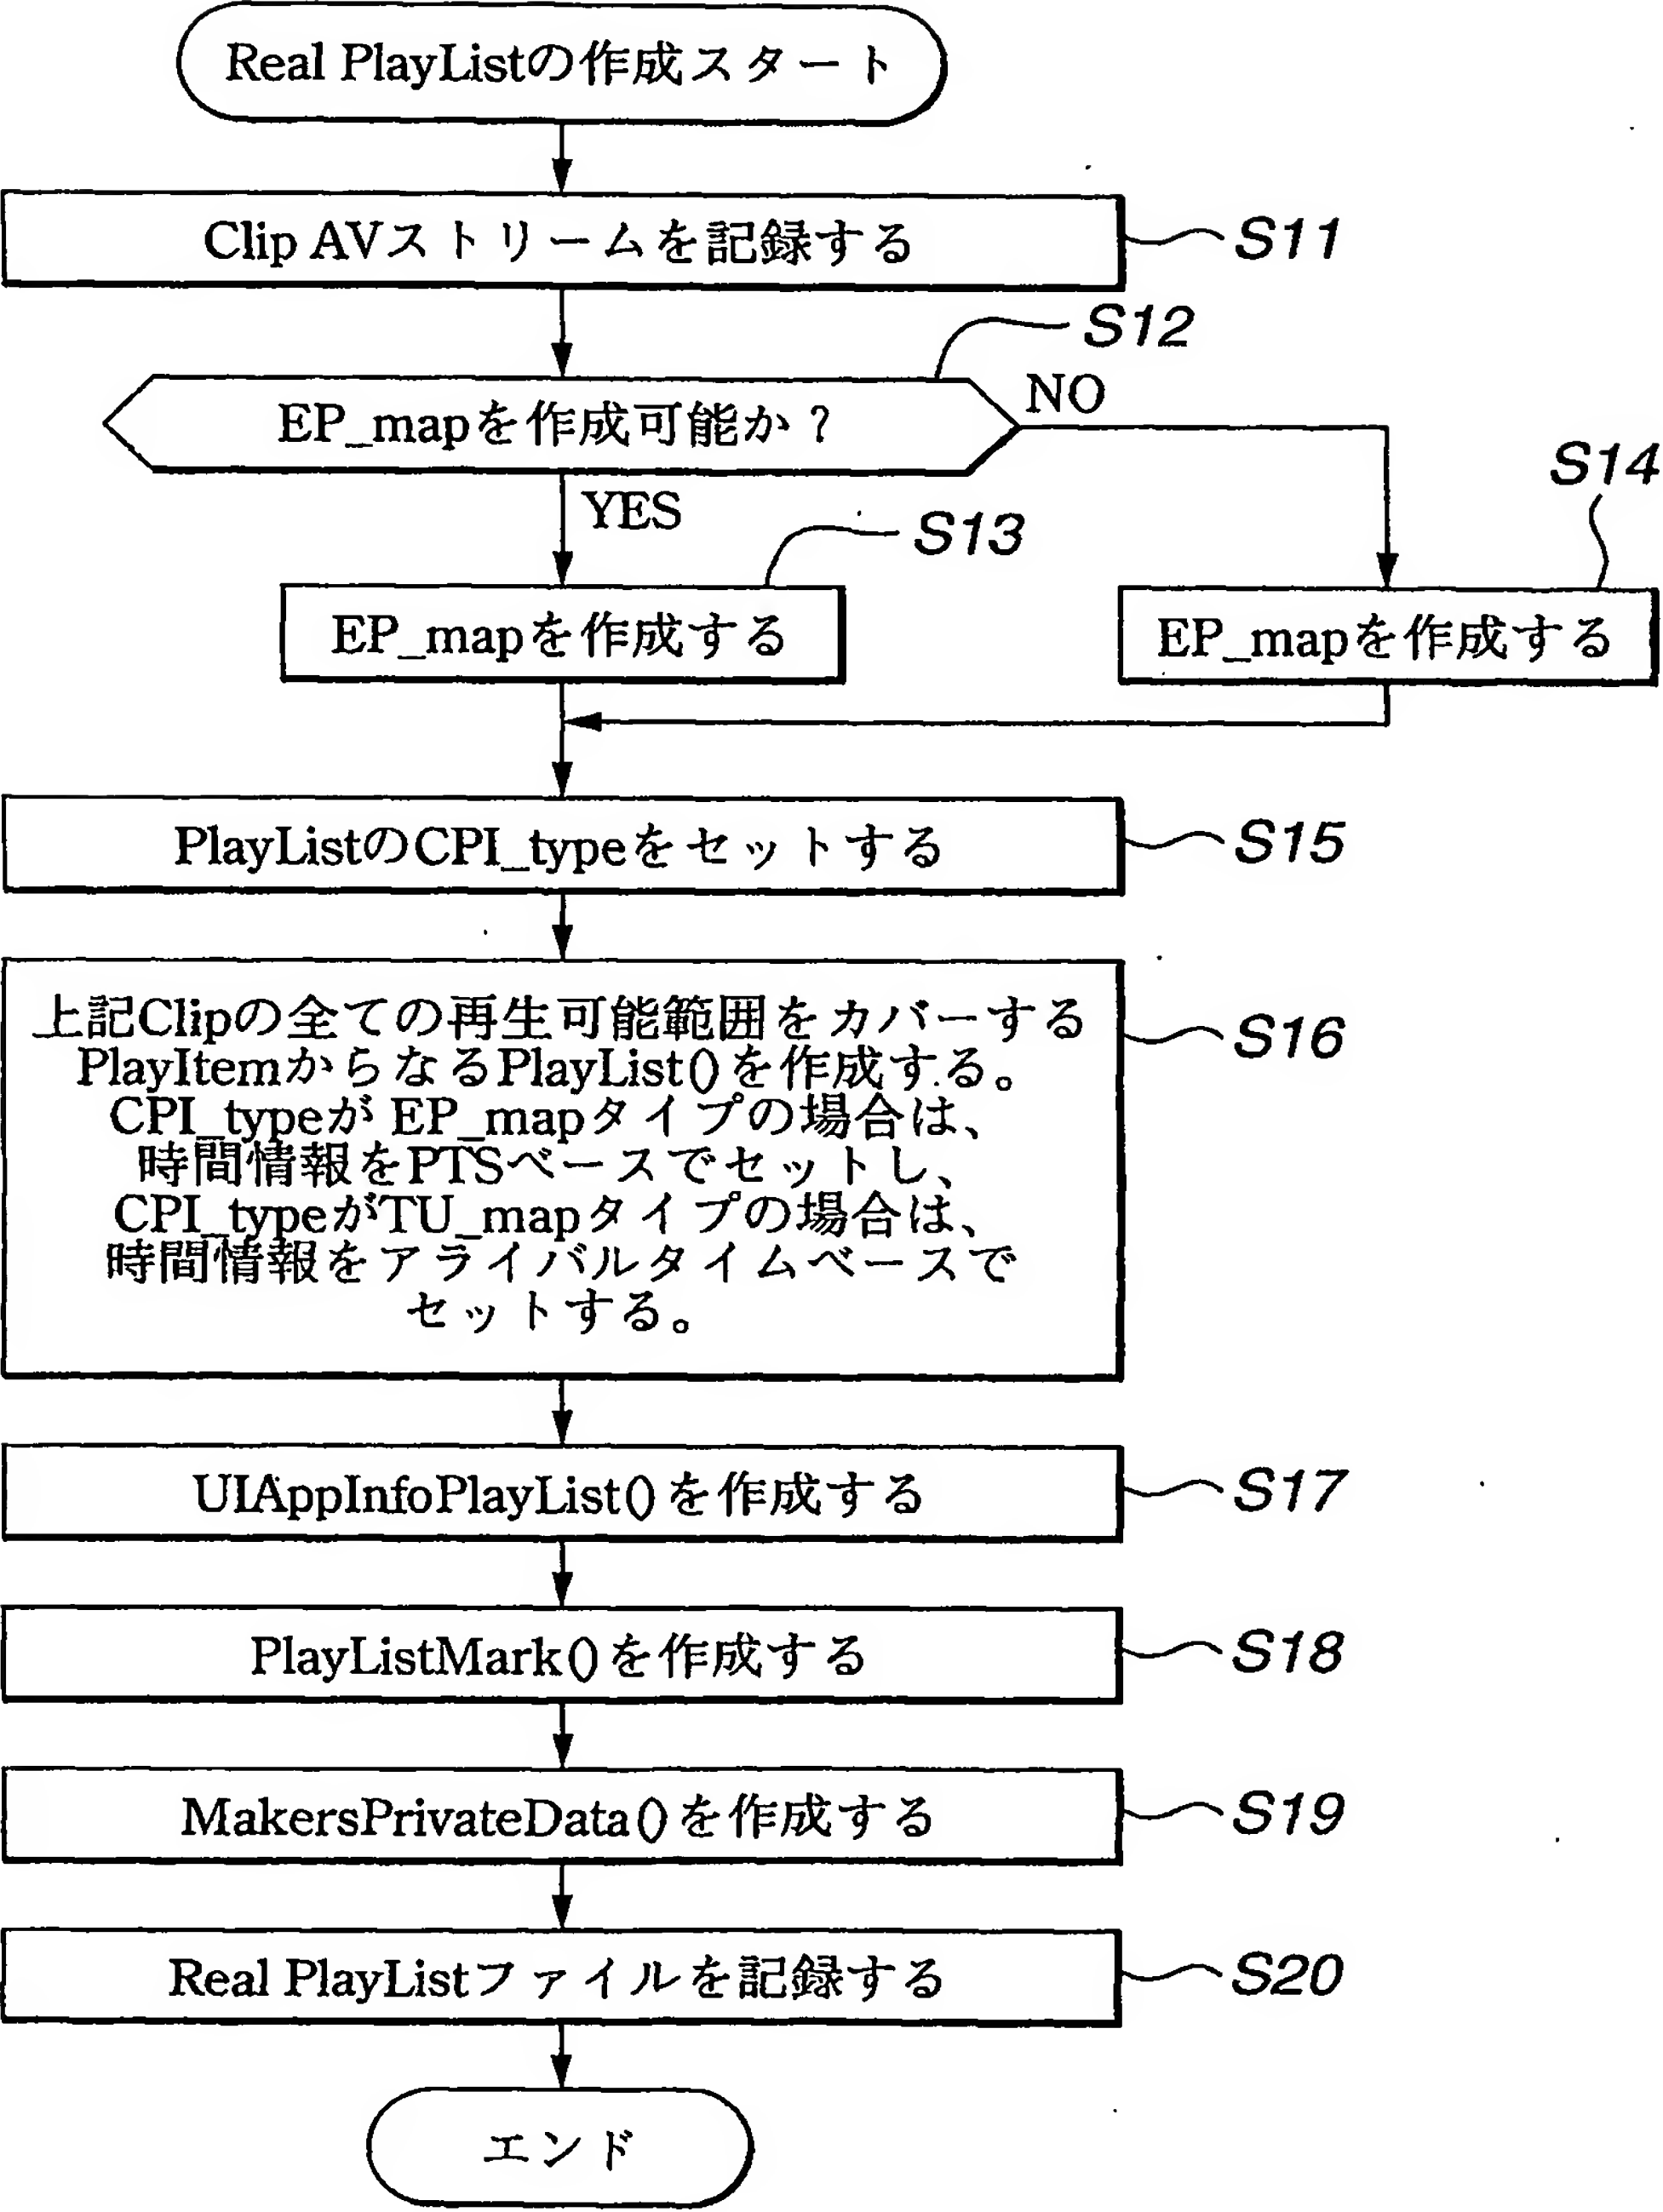 Real PlayListの作成スタート
Clip AVストリームを記録する
S11
S12
EP_mapを作成可能か？
NO
YES
S13
S14
EP_mapを作成する
EP_mapを作成する
PlayListのCPI_typeをセットする
S15
上記Clipの全ての再生可能範囲をカバーする
PlayItemからなるPlayList()を作成する。
CPI_typeが EP_mapタイプの場合は、
時間情報をPTSベースでセットし、
CPI_typeがTU_mapタイプの場合は、
時間情報をアライバルタイムベースで
セットする。
S16
UIAppInfoPlayList()を作成する
S17
PlayListMark()を作成する
S18
MakersPrivateData()を作成する
S19
Real PlayListファイルを記録する
S20
エンド